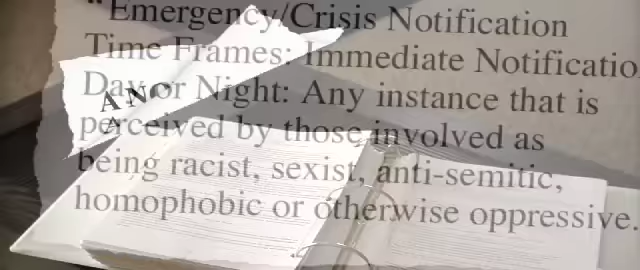 "Emergency/Crisis Notification
Time Frames: Immediate Notificatio
Day or Night: Any instance that is
perceived by those involved as
being racist, sexist, anti-semitic,
homophobic or otherwise oppressive.